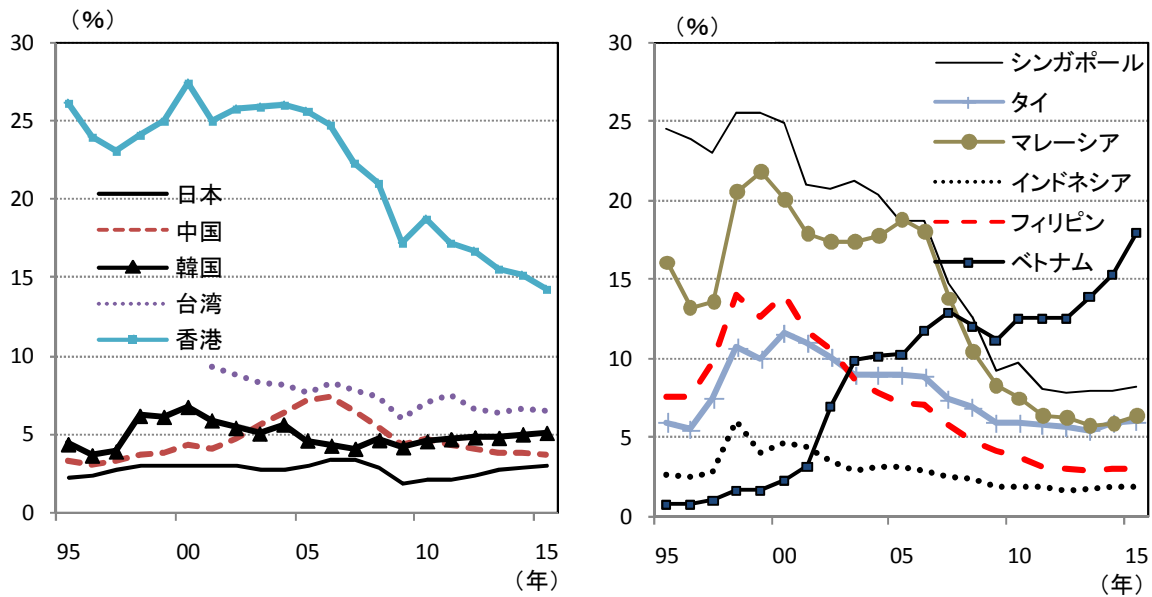 （％）
30
25
20
15
10
5
0
日本
中国
韓国
台湾
香港
95 00 05 10 15
（年）
（％）
30
25
20
15
10
5
0
シンガポール
タイ
マレーシア
インドネシア
フィリピン
ベトナム
95 00 05 10 15
（年）